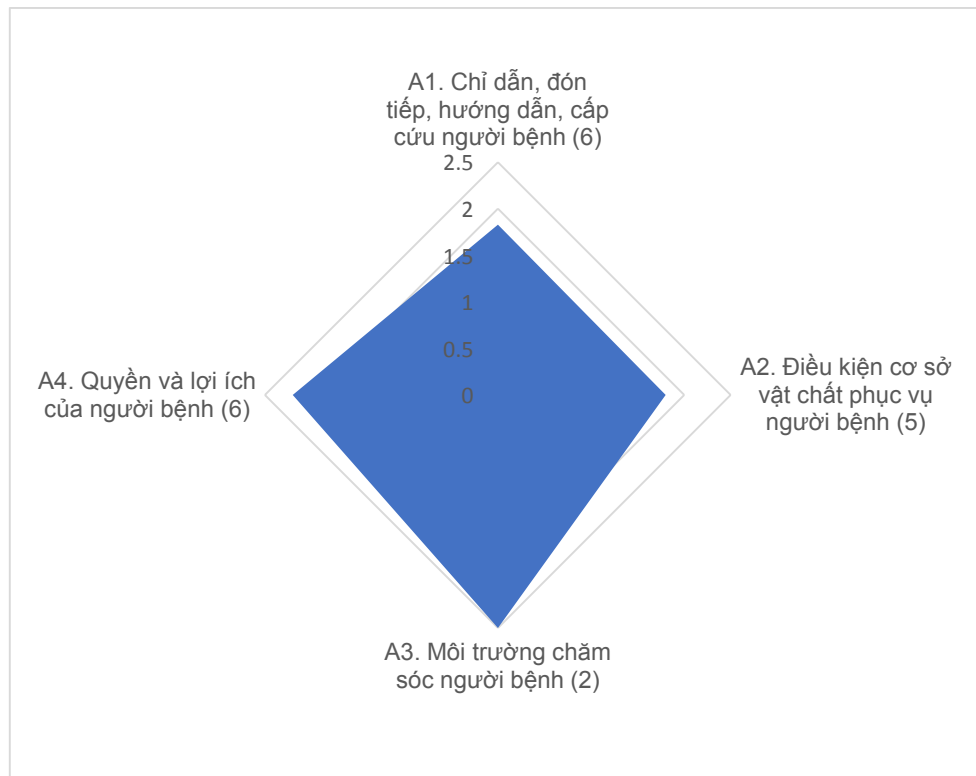 A1. Chỉ dẫn, đón
tiếp, hướng dẫn, cấp
cứu người bệnh (6)
2.5
2
1.5
1
0.5
0
A4. Quyền và lợi ích
của người bệnh (6)
A2. Điều kiện cơ sở
vật chất phục vụ
người bệnh (5)
A3. Môi trường chăm
sóc người bệnh (2)